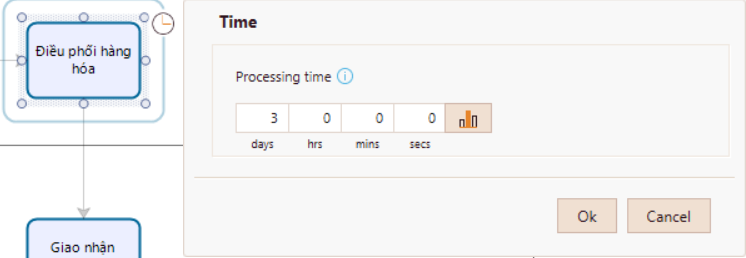 Điều phối hàng
hóa
Giao nhận
Time
Processing time
3 0 0 0
days hrs mins secs
Ok Cancel